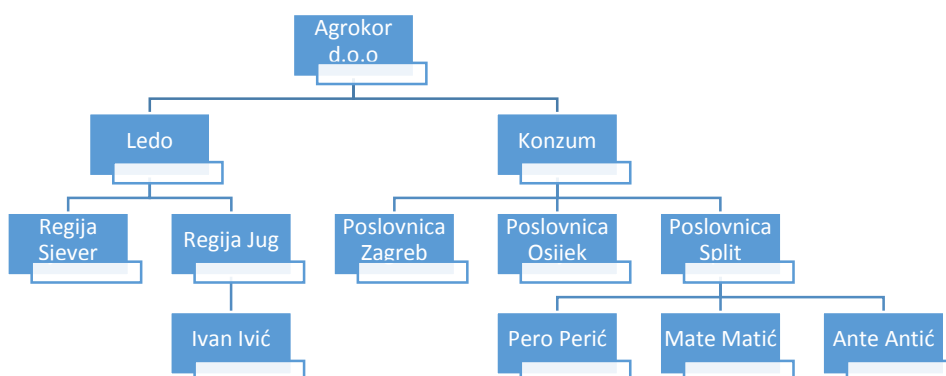 Agrokor
d.o.o
Ledo
Konzum
Regija
Sjever
Regija Jug
Poslovnica
Zagreb
Poslovnica
Osijek
Poslovnica
Split
Ivan Ivić
Pero Perić
Mate Matić
Ante Antić